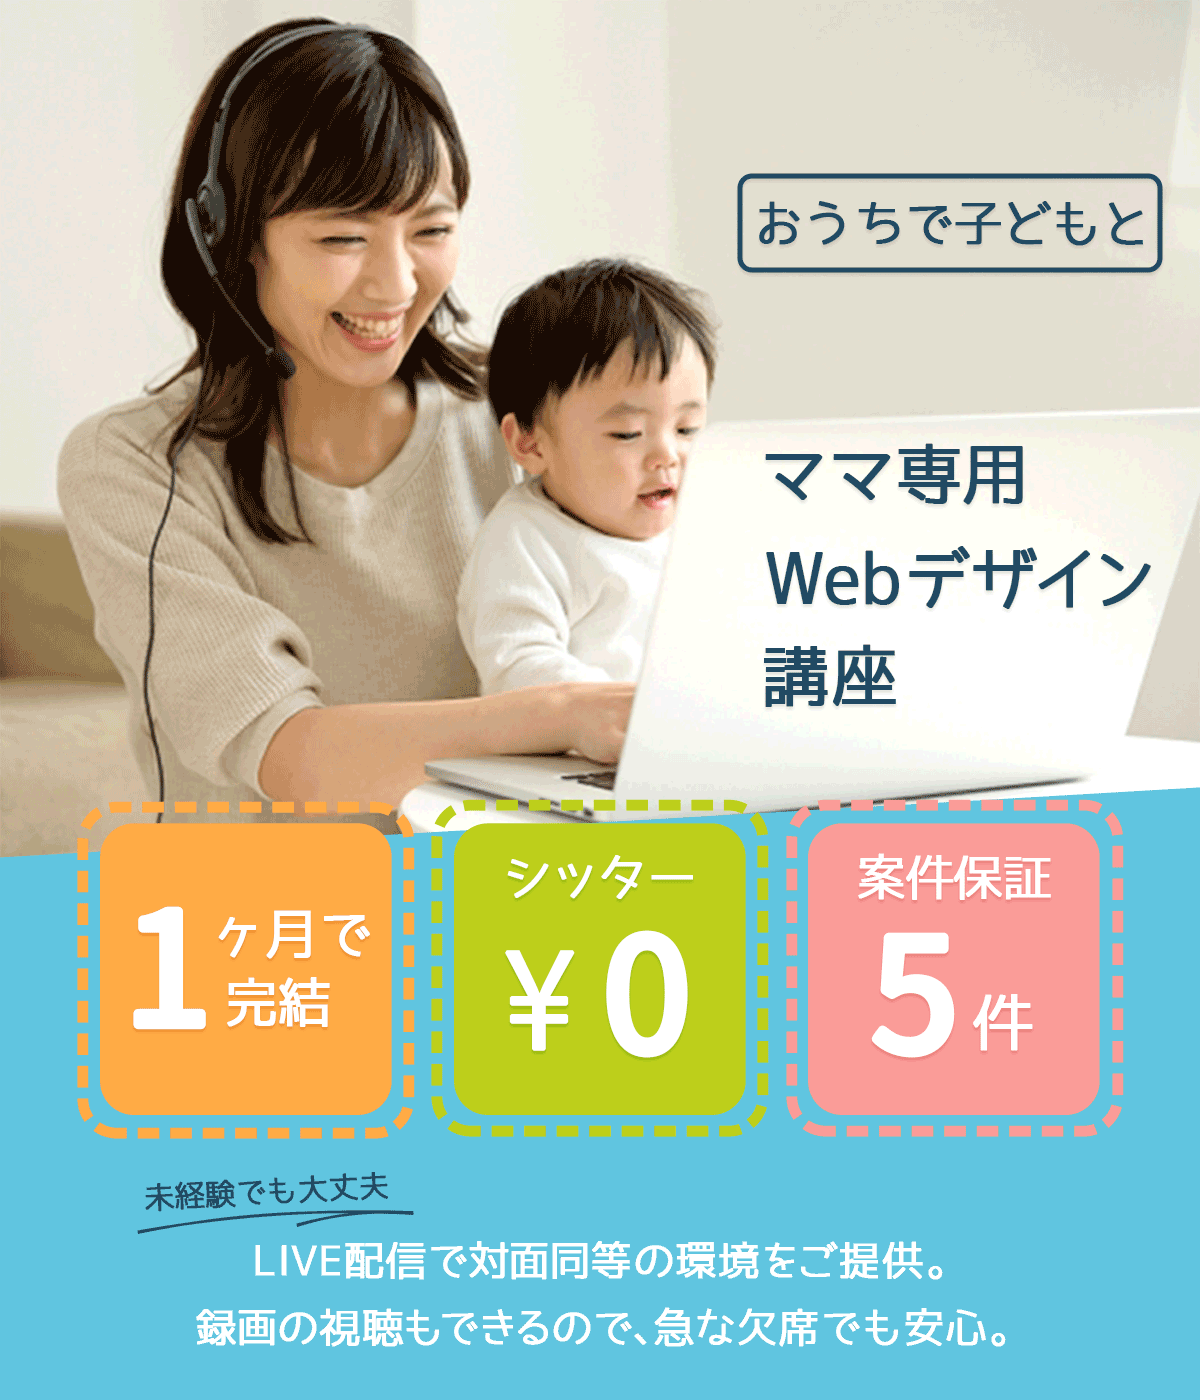 おうちで子どもと
ママ専用
Webデザイン
講座
1ヶ月で
完結
シッター
¥0
案件保証
5件
未経験でも大丈夫
LIVE配信で対面同等の環境をご提供。
録画の視聴もできるので、急な欠席でも安心。